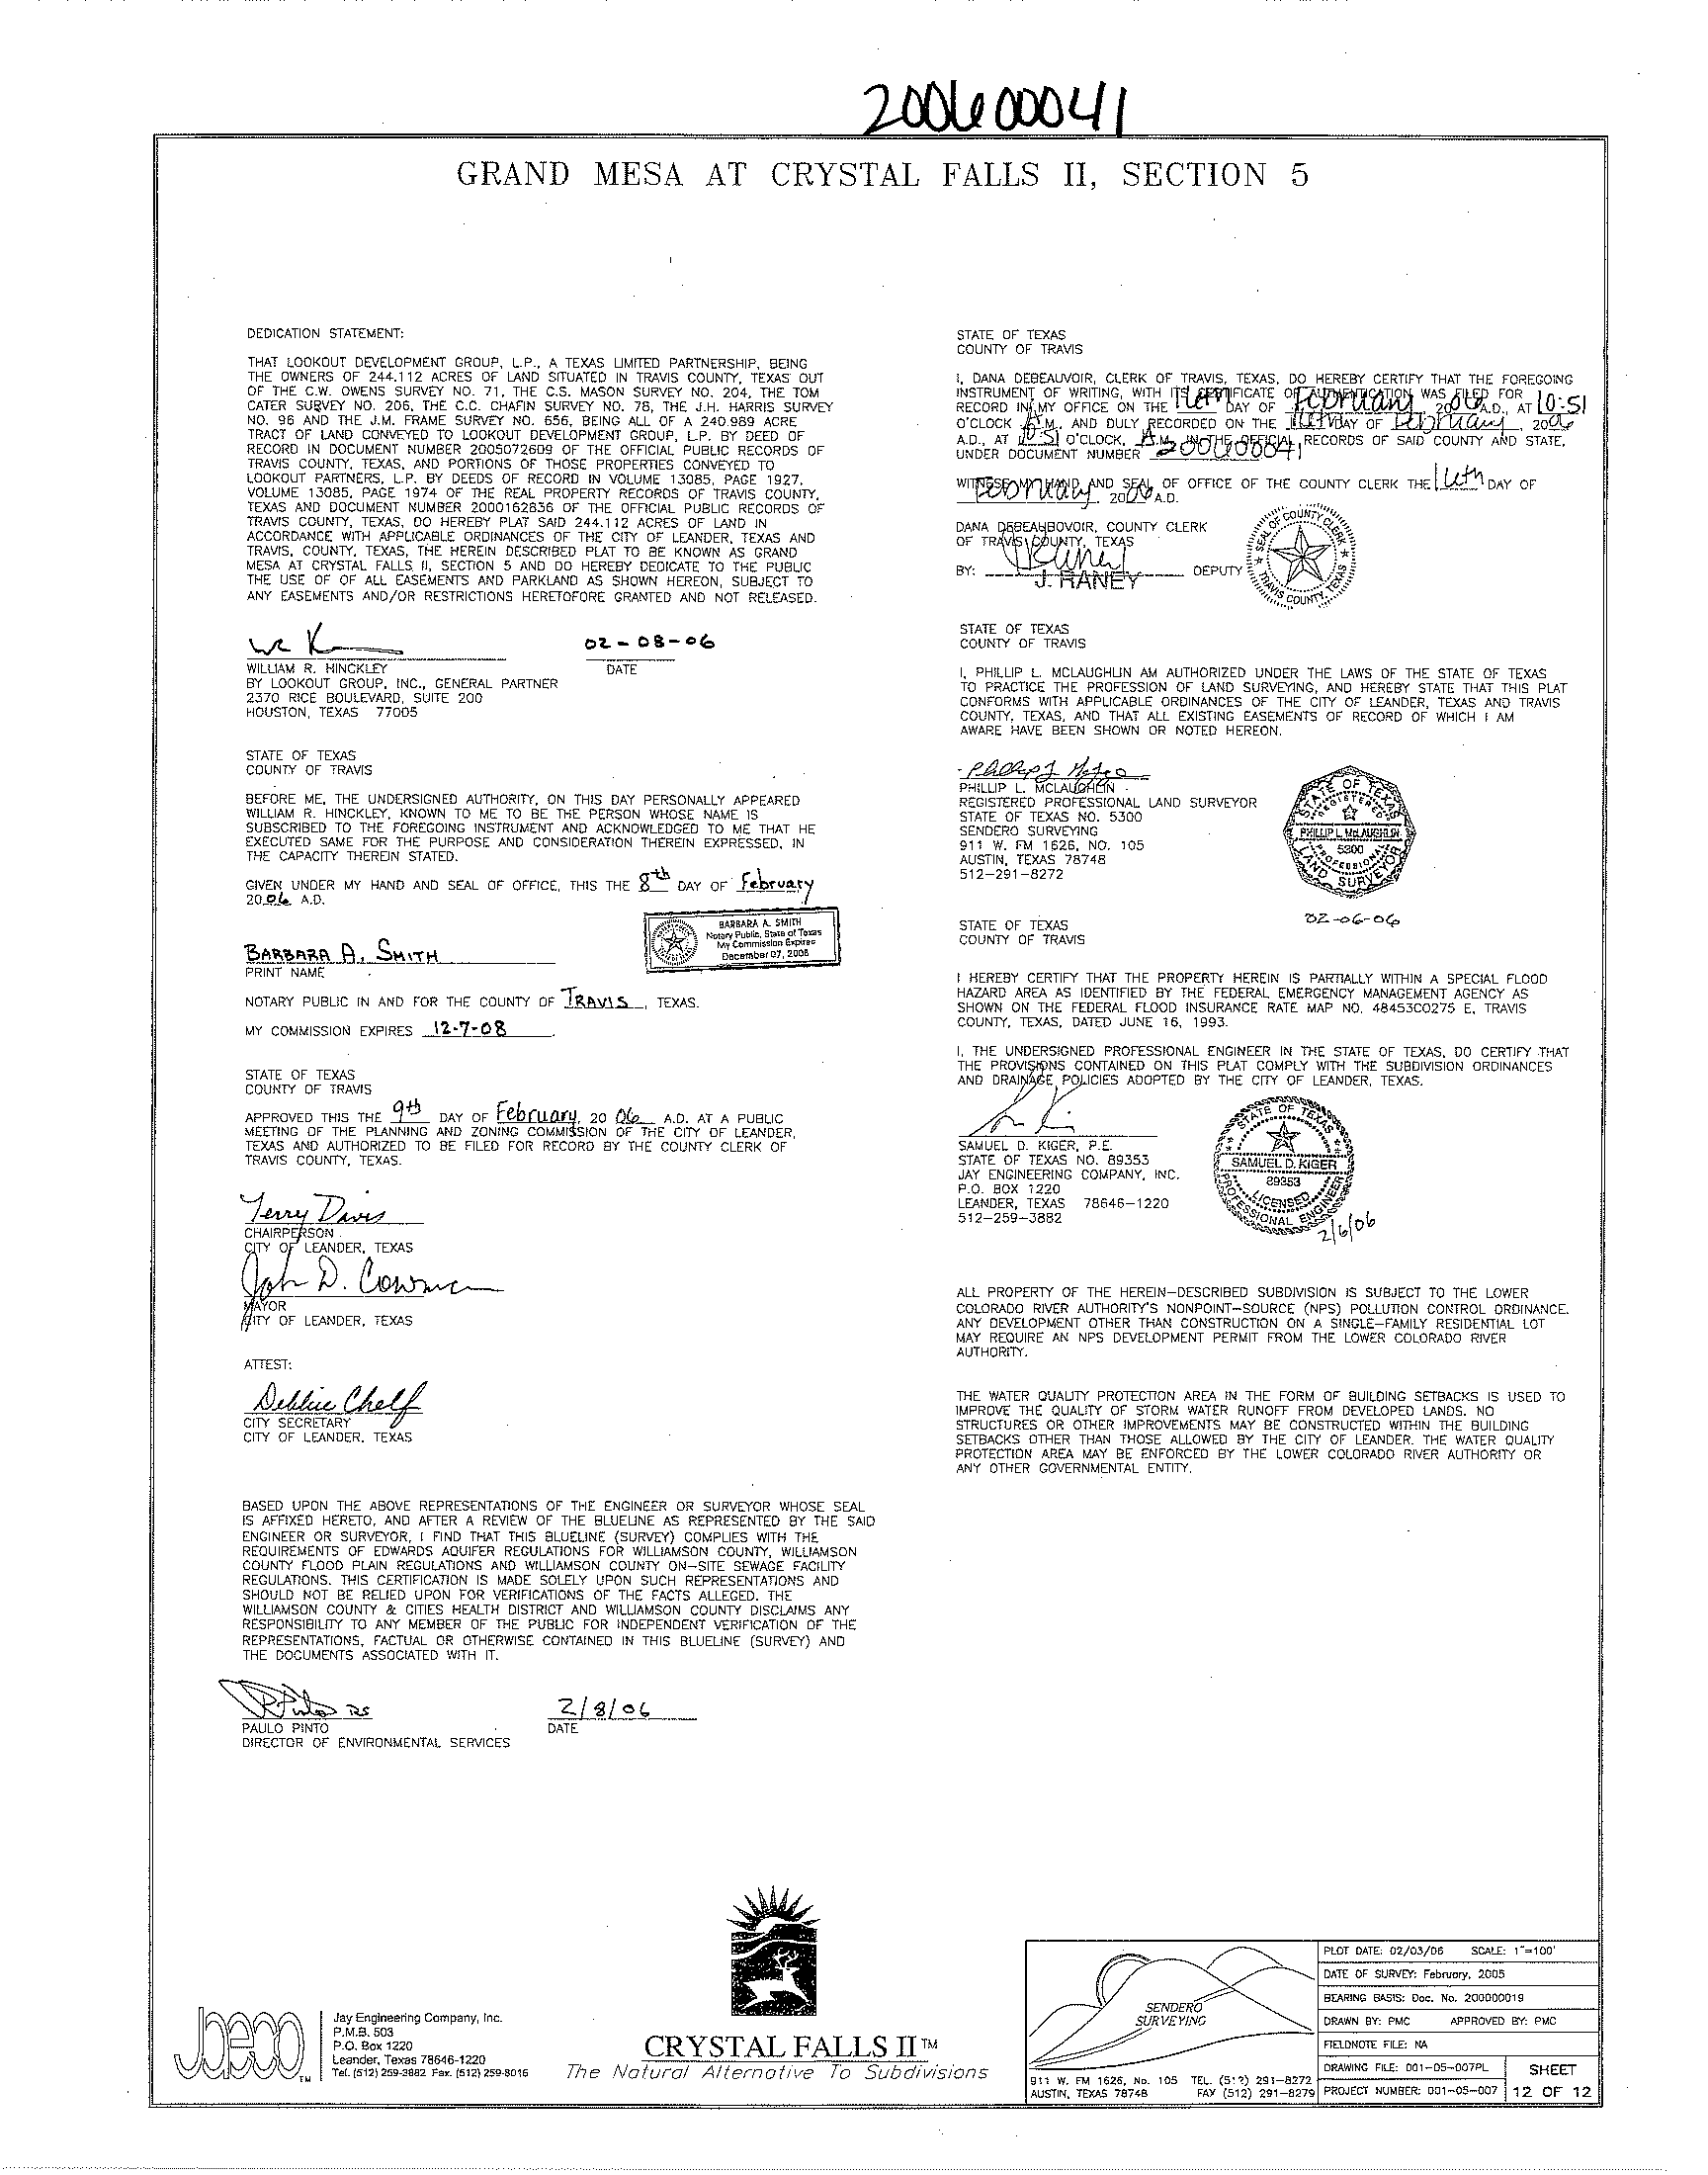 200600041
GRAND MESA AT CRYSTAL FALLS II, SECTION 5
DEDICATION STATEMENT:
THAT LOOKOUT DEVELOPMENT GROUP, L.P., A TEXAS LIMITED PARTNERSHIP, BEING
THE OWNERS OF 244.112 ACRES OF LAND SITUATED IN TRAVIS COUNTY, TEXAS OUT
OF THE C.W. OWENS SURVEY NO. 71, THE C.S. MASON SURVEY NO. 204, THE TOM
CATER SURVEY NO. 206, THE C.C. CHAFIN SURVEY NO. 78, THE J.H. HARRIS SURVEY
NO. 96 AND THE J.M. FRAME SURVEY NO. 656, BEING ALL OF A 240.989 ACRE
TRACT OF LAND CONVEYED TO LOOKOUT DEVELOPMENT GROUP, L.P. BY DEED OF
RECORD IN DOCUMENT NUMBER 2005072609 OF THE OFFICIAL PUBLIC RECORDS OF
TRAVIS COUNTY, TEXAS, AND PORTIONS OF THOSE PROPERTIES CONVEYED TO
LOOKOUT PARTNERS, L.P. BY DEEDS OF RECORD IN VOLUME 13085, PAGE 1927,
VOLUME 13085, PAGE 1974 OF THE REAL PROPERTY RECORDS OF TRAVIS COUNTY,
TEXAS AND DOCUMENT NUMBER 2000162836 OF THE OFFICIAL PUBLIC RECORDS OF
TRAVIS COUNTY, TEXAS, DO HEREBY PLAT SAID 244.112 ACRES OF LAND IN
ACCORDANCE WITH APPLICABLE ORDINANCES OF THE CITY OF LEANDER, TEXAS AND
TRAVIS, COUNTY, TEXAS, THE HEREIN DESCRIBED PLAT TO BE KNOWN AS GRAND
MESA AT CRYSTAL FALLS II, SECTION 5 AND DO HEREBY DEDICATE TO THE PUBLIC
THE USE OF OF ALL EASEMENTS AND PARKLAND AS SHOWN HEREON, SUBJECT TO
ANY EASEMENTS AND/OR RESTRICTIONS HERETOFORE GRANTED AND NOT RELEASED.
02-08-06
WILLIAM R. HINCKLEY DATE
BY LOOKOUT GROUP, INC., GENERAL PARTNER
2370 RICE BOULEVARD, SUITE 200
HOUSTON, TEXAS 77005
STATE OF TEXAS
COUNTY OF TRAVIS
BEFORE ME, THE UNDERSIGNED AUTHORITY, ON THIS DAY PERSONALLY APPEARED
WILLIAM R. HINCKLEY, KNOWN TO ME TO BE THE PERSON WHOSE NAME IS
SUBSCRIBED TO THE FOREGOING INSTRUMENT AND ACKNOWLEDGED TO ME THAT HE
EXECUTED SAME FOR THE PURPOSE AND CONSIDERATION THEREIN EXPRESSED, IN
THE CAPACITY THEREIN STATED.
GIVEN UNDER MY HAND AND SEAL OF OFFICE, THIS THE 8th DAY OF February
2006 A.D.
BARBARA A. SMITH
Notary Public, State of Texas
My Commission Expires
December 07, 2008
BARBARA A. SMITH
PRINT NAME
NOTARY PUBLIC IN AND FOR THE COUNTY OF TRAVIS, TEXAS.
MY COMMISSION EXPIRES 12-7-08.
STATE OF TEXAS
COUNTY OF TRAVIS
APPROVED THIS THE 9th DAY OF February, 2006 A.D. AT A PUBLIC
MEETING OF THE PLANNING AND ZONING COMMISSION OF THE CITY OF LEANDER,
TEXAS AND AUTHORIZED TO BE FILED FOR RECORD BY THE COUNTY CLERK OF
TRAVIS COUNTY, TEXAS.
Terry Davis
CHAIRPERSON
CITY OF LEANDER, TEXAS
John D. Cowman
MAYOR
CITY OF LEANDER, TEXAS
ATTEST:
Debbie Chelf
CITY SECRETARY
CITY OF LEANDER, TEXAS
BASED UPON THE ABOVE REPRESENTATIONS OF THE ENGINEER OR SURVEYOR WHOSE SEAL
IS AFFIXED HERETO, AND AFTER A REVIEW OF THE BLUELINE AS REPRESENTED BY THE SAID
ENGINEER OR SURVEYOR, I FIND THAT THIS BLUELINE (SURVEY) COMPLIES WITH THE
REQUIREMENTS OF EDWARDS AQUIFER REGULATIONS FOR WILLIAMSON COUNTY, WILLIAMSON
COUNTY FLOOD PLAIN REGULATIONS AND WILLIAMSON COUNTY ON-SITE SEWAGE FACILITY
REGULATIONS. THIS CERTIFICATION IS MADE SOLELY UPON SUCH REPRESENTATIONS AND
SHOULD NOT BE RELIED UPON FOR VERIFICATIONS OF THE FACTS ALLEGED. THE
WILLIAMSON COUNTY & CITIES HEALTH DISTRICT AND WILLIAMSON COUNTY DISCLAIMS ANY
RESPONSIBILITY TO ANY MEMBER OF THE PUBLIC FOR INDEPENDENT VERIFICATION OF THE
REPRESENTATIONS, FACTUAL OR OTHERWISE CONTAINED IN THIS BLUELINE (SURVEY) AND
THE DOCUMENTS ASSOCIATED WITH IT.
PPinto RS 2/8/06
PAULO PINTO DATE
DIRECTOR OF ENVIRONMENTAL SERVICES
STATE OF TEXAS
COUNTY OF TRAVIS
I, DANA DEBEAUVOIR, CLERK OF TRAVIS, TEXAS, DO HEREBY CERTIFY THAT THE FOREGOING
INSTRUMENT OF WRITING, WITH ITS CERTIFICATE OF AUTHENTICATION WAS FILED FOR
RECORD IN MY OFFICE ON THE 16th DAY OF February, 2006 A.D., AT 10:51
O'CLOCK A.M., AND DULY RECORDED ON THE 16th DAY OF February, 2006
A.D., AT 10:51 O'CLOCK, A.M. IN THE OFFICIAL RECORDS OF SAID COUNTY AND STATE,
UNDER DOCUMENT NUMBER 200600041
WITNESS MY HAND AND SEAL OF OFFICE OF THE COUNTY CLERK THE 16th DAY OF
February 2006 A.D.
DANA DEBEAUBOVOIR, COUNTY CLERK
OF TRAVIS COUNTY, TEXAS
BY: J. RANEY DEPUTY
SEAL OF COUNTY CLERK
TRAVIS COUNTY, TEXAS
STATE OF TEXAS
COUNTY OF TRAVIS
I, PHILLIP L. MCLAUGHLIN AM AUTHORIZED UNDER THE LAWS OF THE STATE OF TEXAS
TO PRACTICE THE PROFESSION OF LAND SURVEYING, AND HEREBY STATE THAT THIS PLAT
CONFORMS WITH APPLICABLE ORDINANCES OF THE CITY OF LEANDER, TEXAS AND TRAVIS
COUNTY, TEXAS, AND THAT ALL EXISTING EASEMENTS OF RECORD OF WHICH I AM
AWARE HAVE BEEN SHOWN OR NOTED HEREON.
PHILLIP L. MCLAUGHLIN
REGISTERED PROFESSIONAL LAND SURVEYOR
STATE OF TEXAS NO. 5300
SENDERO SURVEYING
911 W. FM 1626, NO. 105
AUSTIN, TEXAS 78748
512-291-8272
STATE OF TEXAS
REGISTERED
PHILLIP L. McLAUGHLIN
5300
PROFESSIONAL
LAND SURVEYOR
02-06-06
STATE OF TEXAS
COUNTY OF TRAVIS
I HEREBY CERTIFY THAT THE PROPERTY HEREIN IS PARTIALLY WITHIN A SPECIAL FLOOD
HAZARD AREA AS IDENTIFIED BY THE FEDERAL EMERGENCY MANAGEMENT AGENCY AS
SHOWN ON THE FEDERAL FLOOD INSURANCE RATE MAP NO. 48453C0275 E, TRAVIS
COUNTY, TEXAS, DATED JUNE 16, 1993.
I, THE UNDERSIGNED PROFESSIONAL ENGINEER IN THE STATE OF TEXAS, DO CERTIFY THAT
THE PROVISIONS CONTAINED ON THIS PLAT COMPLY WITH THE SUBDIVISION ORDINANCES
AND DRAINAGE POLICIES ADOPTED BY THE CITY OF LEANDER, TEXAS.
SAMUEL D. KIGER, P.E.
STATE OF TEXAS NO. 89353
JAY ENGINEERING COMPANY, INC.
P.O. BOX 1220
LEANDER, TEXAS 78646-1220
512-259-3882
STATE OF TEXAS
SAMUEL D. KIGER
89353
LICENSED
PROFESSIONAL ENGINEER
2/6/06
ALL PROPERTY OF THE HEREIN-DESCRIBED SUBDIVISION IS SUBJECT TO THE LOWER
COLORADO RIVER AUTHORITY'S NONPOINT-SOURCE (NPS) POLLUTION CONTROL ORDINANCE.
ANY DEVELOPMENT OTHER THAN CONSTRUCTION ON A SINGLE-FAMILY RESIDENTIAL LOT
MAY REQUIRE AN NPS DEVELOPMENT PERMIT FROM THE LOWER COLORADO RIVER
AUTHORITY.
THE WATER QUALITY PROTECTION AREA IN THE FORM OF BUILDING SETBACKS IS USED TO
IMPROVE THE QUALITY OF STORM WATER RUNOFF FROM DEVELOPED LANDS. NO
STRUCTURES OR OTHER IMPROVEMENTS MAY BE CONSTRUCTED WITHIN THE BUILDING
SETBACKS OTHER THAN THOSE ALLOWED BY THE CITY OF LEANDER. THE WATER QUALITY
PROTECTION AREA MAY BE ENFORCED BY THE LOWER COLORADO RIVER AUTHORITY OR
ANY OTHER GOVERNMENTAL ENTITY.
jaeco TM
Jay Engineering Company, Inc.
P.M.B. 503
P.O. Box 1220
Leander, Texas 78646-1220
Tel. (512) 259-3882 Fax. (512) 259-8016
CRYSTAL FALLS II TM
The Natural Alternative To Subdivisions
SENDERO
SURVEYING
911 W. FM 1626, No. 105 TEL. (512) 291-8272
AUSTIN, TEXAS 78748 FAX (512) 291-8279
PLOT DATE: 02/03/06 SCALE: 1"=100'
DATE OF SURVEY: February, 2005
BEARING BASIS: Doc. No. 200000019
DRAWN BY: PMC APPROVED BY: PMC
FIELDNOTE FILE: NA
DRAWING FILE: 001-05-007PL
PROJECT NUMBER: 001-05-007
SHEET
12 OF 12